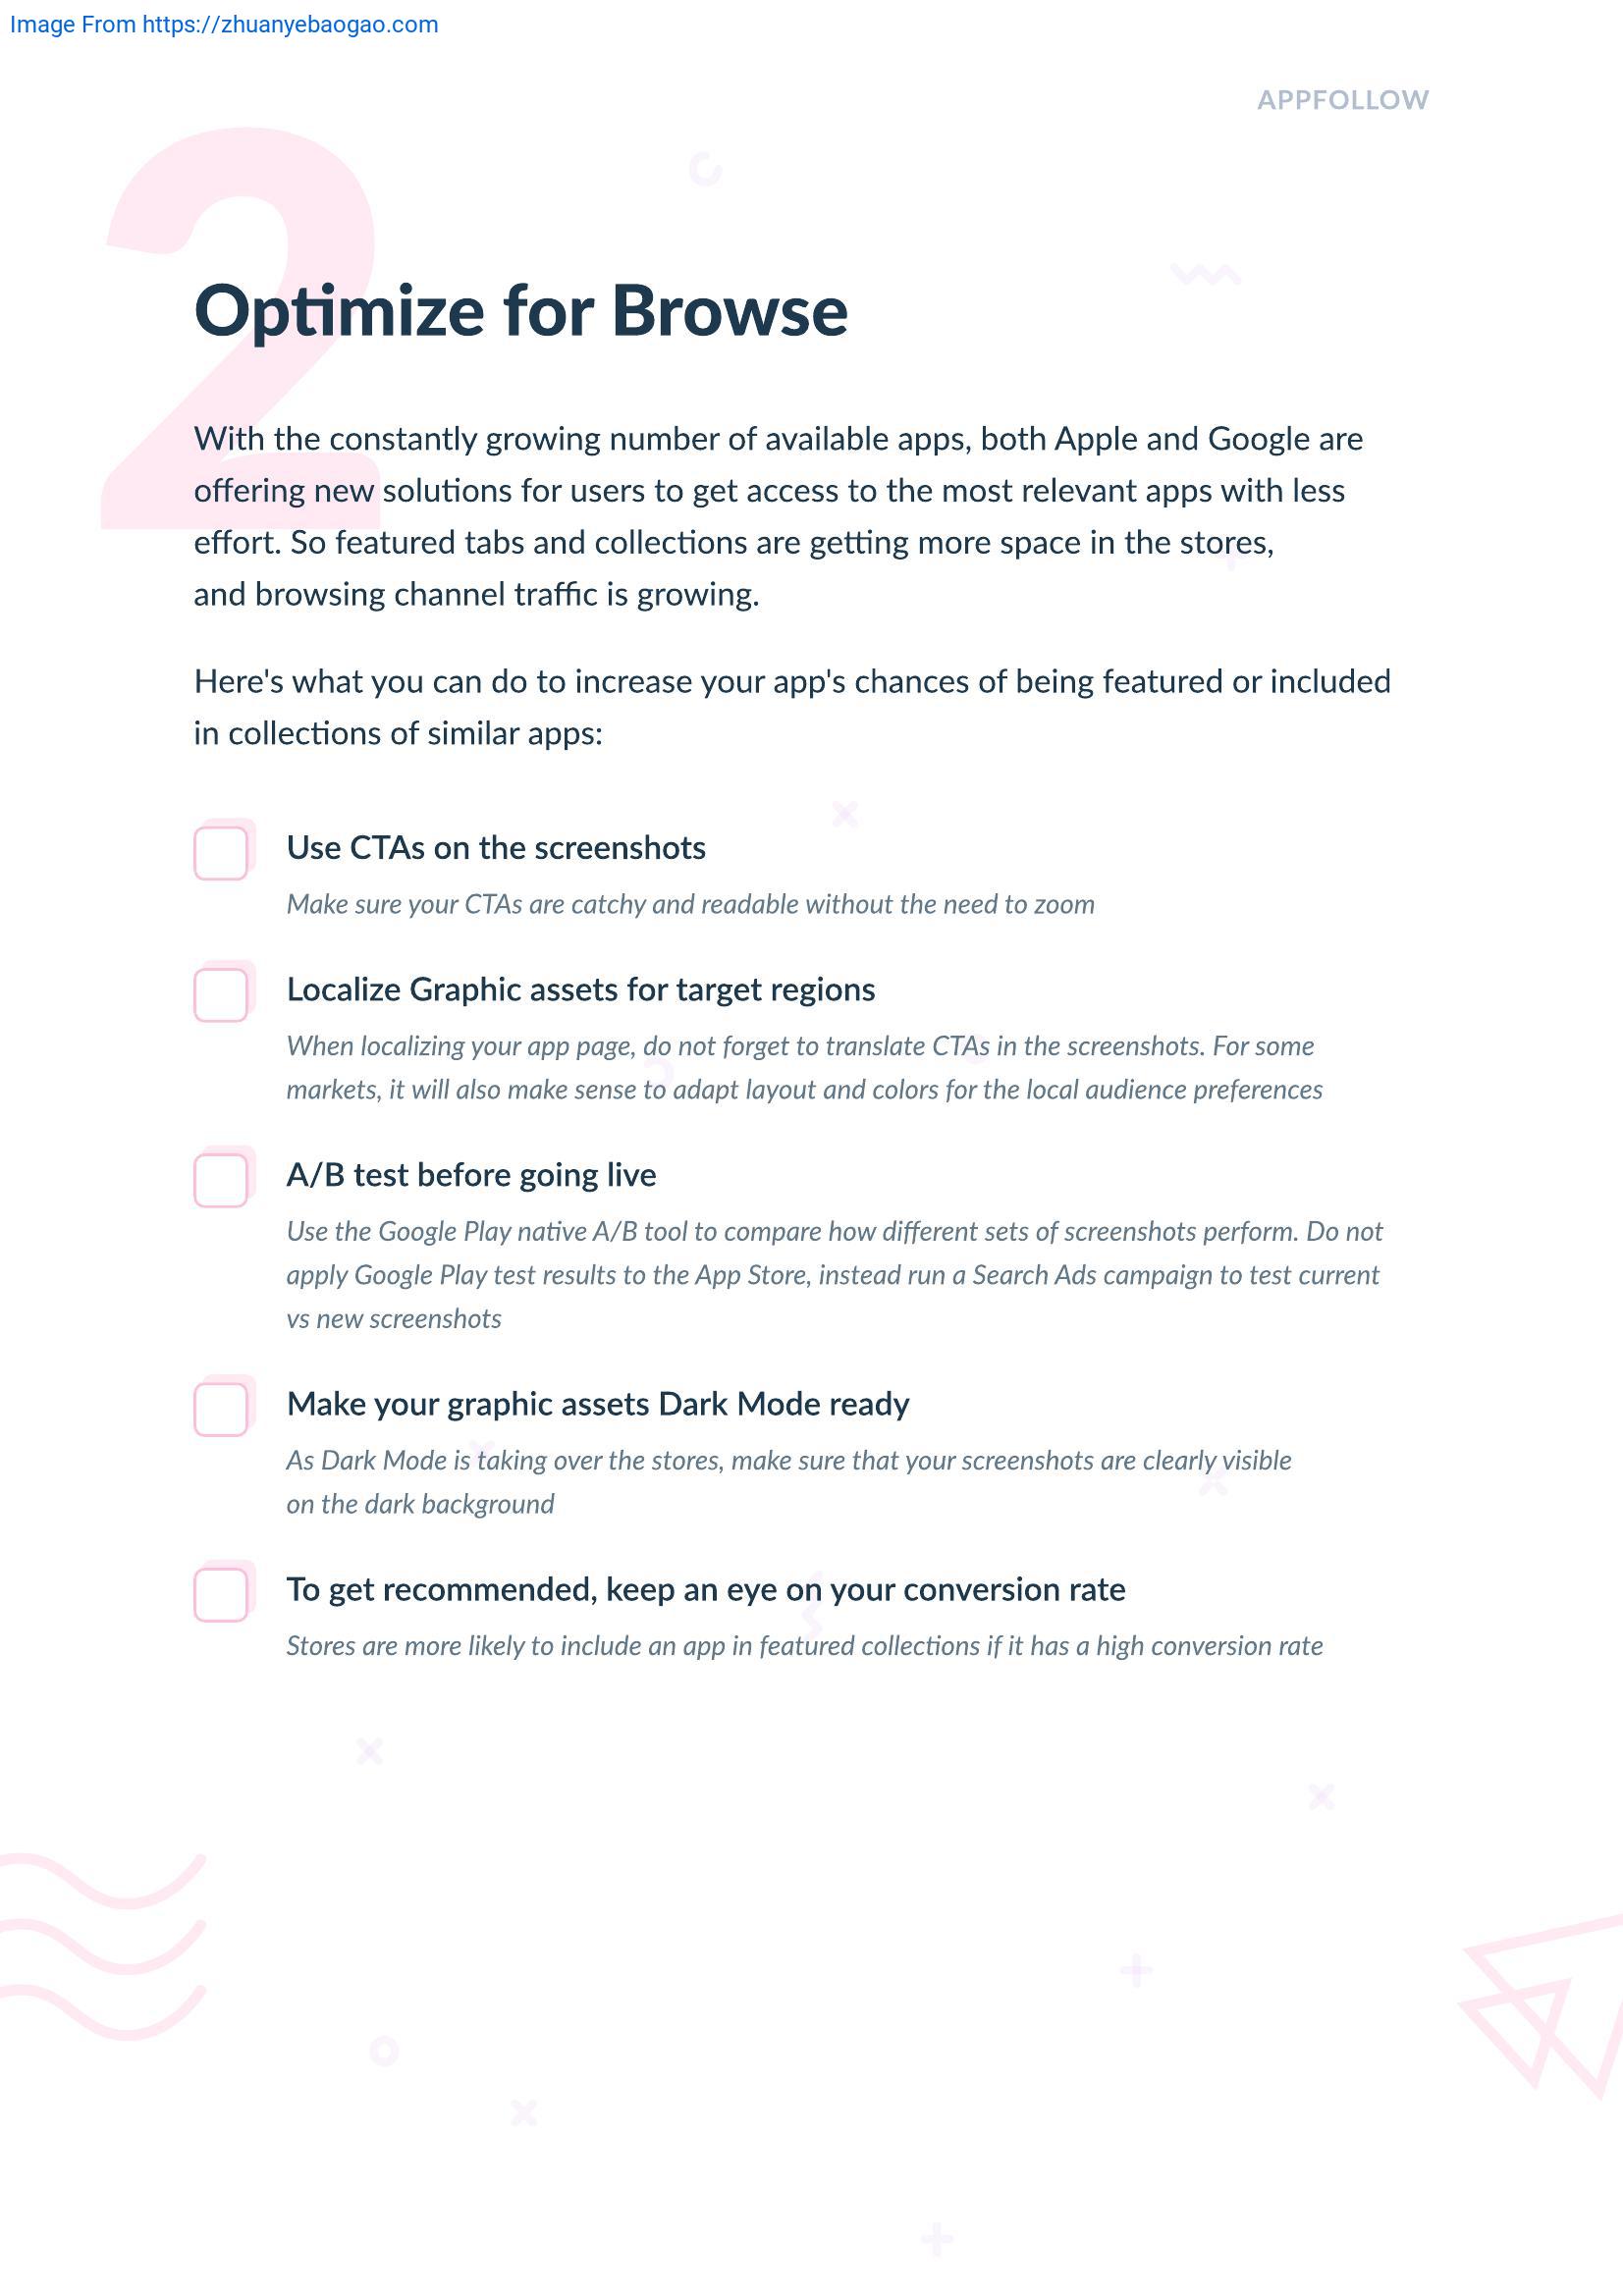 Image From https://zhuanyebaogao.com
APPFOLLOW
2
Optimize for Browse
With the constantly growing number of available apps, both Apple and Google are
offering new solutions for users to get access to the most relevant apps with less
effort. So featured tabs and collections are getting more space in the stores,
and browsing channel traffic is growing.
Here's what you can do to increase your app's chances of being featured or included
in collections of similar apps:
Use CTAs on the screenshots
Make sure your CTAs are catchy and readable without the need to zoom
Localize Graphic assets for target regions
When localizing your app page, do not forget to translate CTAs in the screenshots. For some
markets, it will also make sense to adapt layout and colors for the local audience preferences
A/B test before going live
Use the Google Play native A/B tool to compare how different sets of screenshots perform. Do not
apply Google Play test results to the App Store, instead run a Search Ads campaign to test current
vs new screenshots
Make your graphic assets Dark Mode ready
As Dark Mode is taking over the stores, make sure that your screenshots are clearly visible
on the dark background
To get recommended, keep an eye on your conversion rate
Stores are more likely to include an app in featured collections if it has a high conversion rate